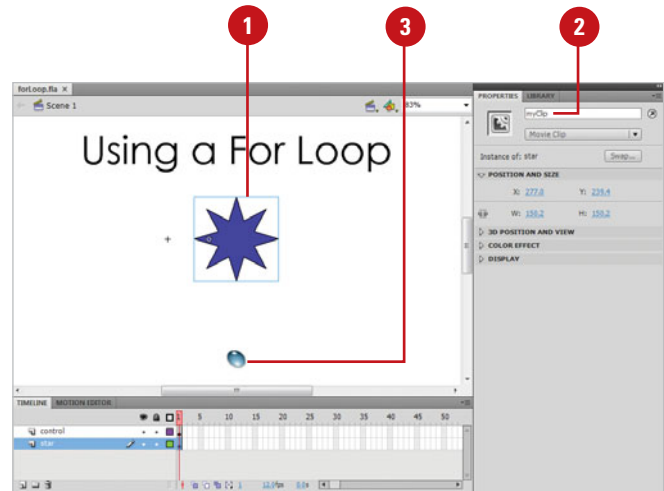 1
3
2
forLoop.fla ×
Scene 1
83%
Using a For Loop
PROPERTIES LIBRARY
myClip
Movie Clip
Instance of: star Swap...
POSITION AND SIZE
X: 277.0 Y: 239.4
W: 150.2 H: 150.2
3D POSITION AND VIEW
COLOR EFFECT
DISPLAY
TIMELINE MOTION EDITOR
5 10 15 20 25 30 35 40 45 50
control
star
1 12.0fps 0.0s